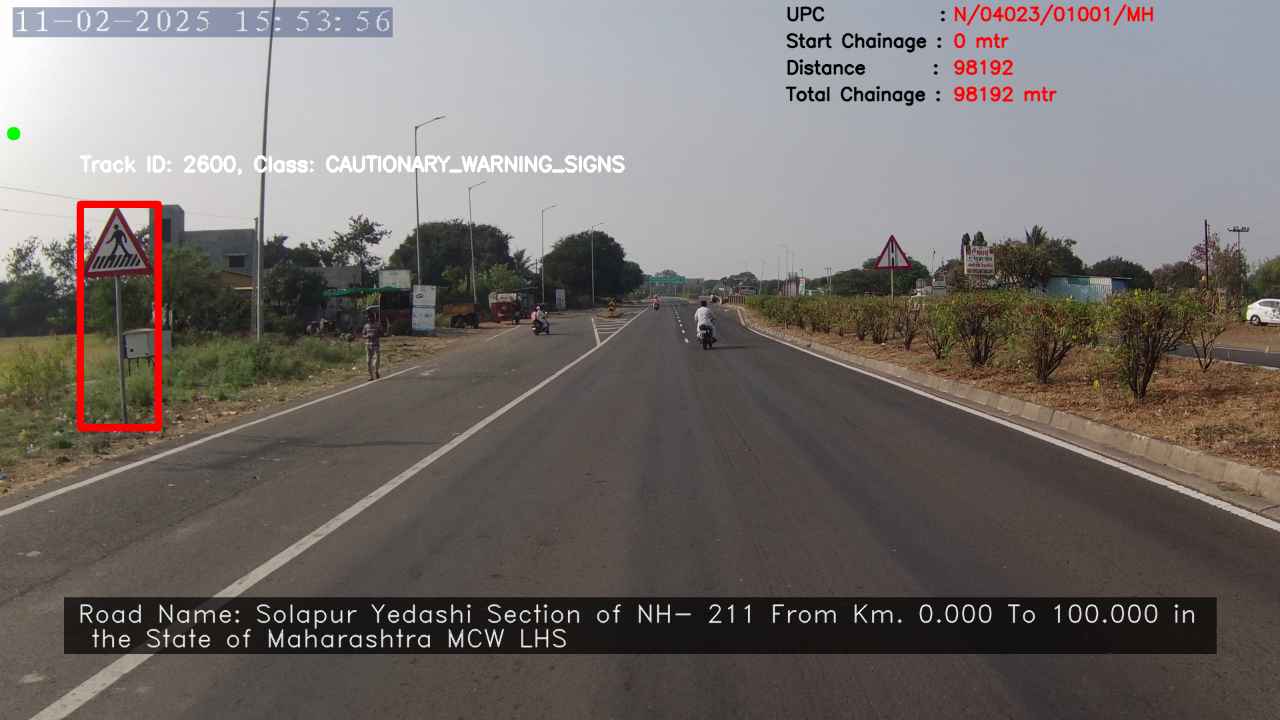 11-02-2025 15:53:56
UPC : N/04023/01001/MH
Start Chainage : 0 mtr
Distance : 98192
Total Chainage : 98192 mtr
Track ID: 2600, Class: CAUTIONARY_WARNING_SIGNS
Road Name: Solapur Yedashi Section of NH- 211 From Km. 0.000 To 100.000 in
the State of Maharashtra MCW LHS